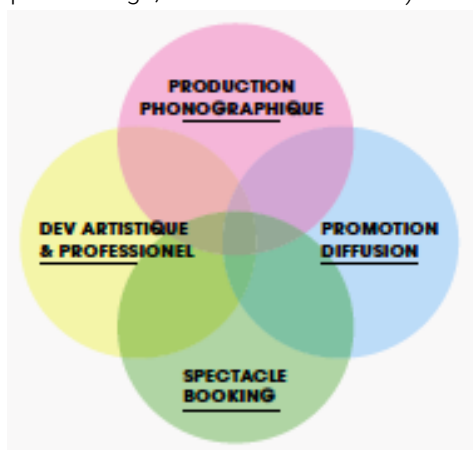 PRODUCTION
PHONOGRAPHIQUE
DEV ARTISTIQUE
& PROFESSIONEL
PROMOTION
DIFFUSION
SPECTACLE
BOOKING